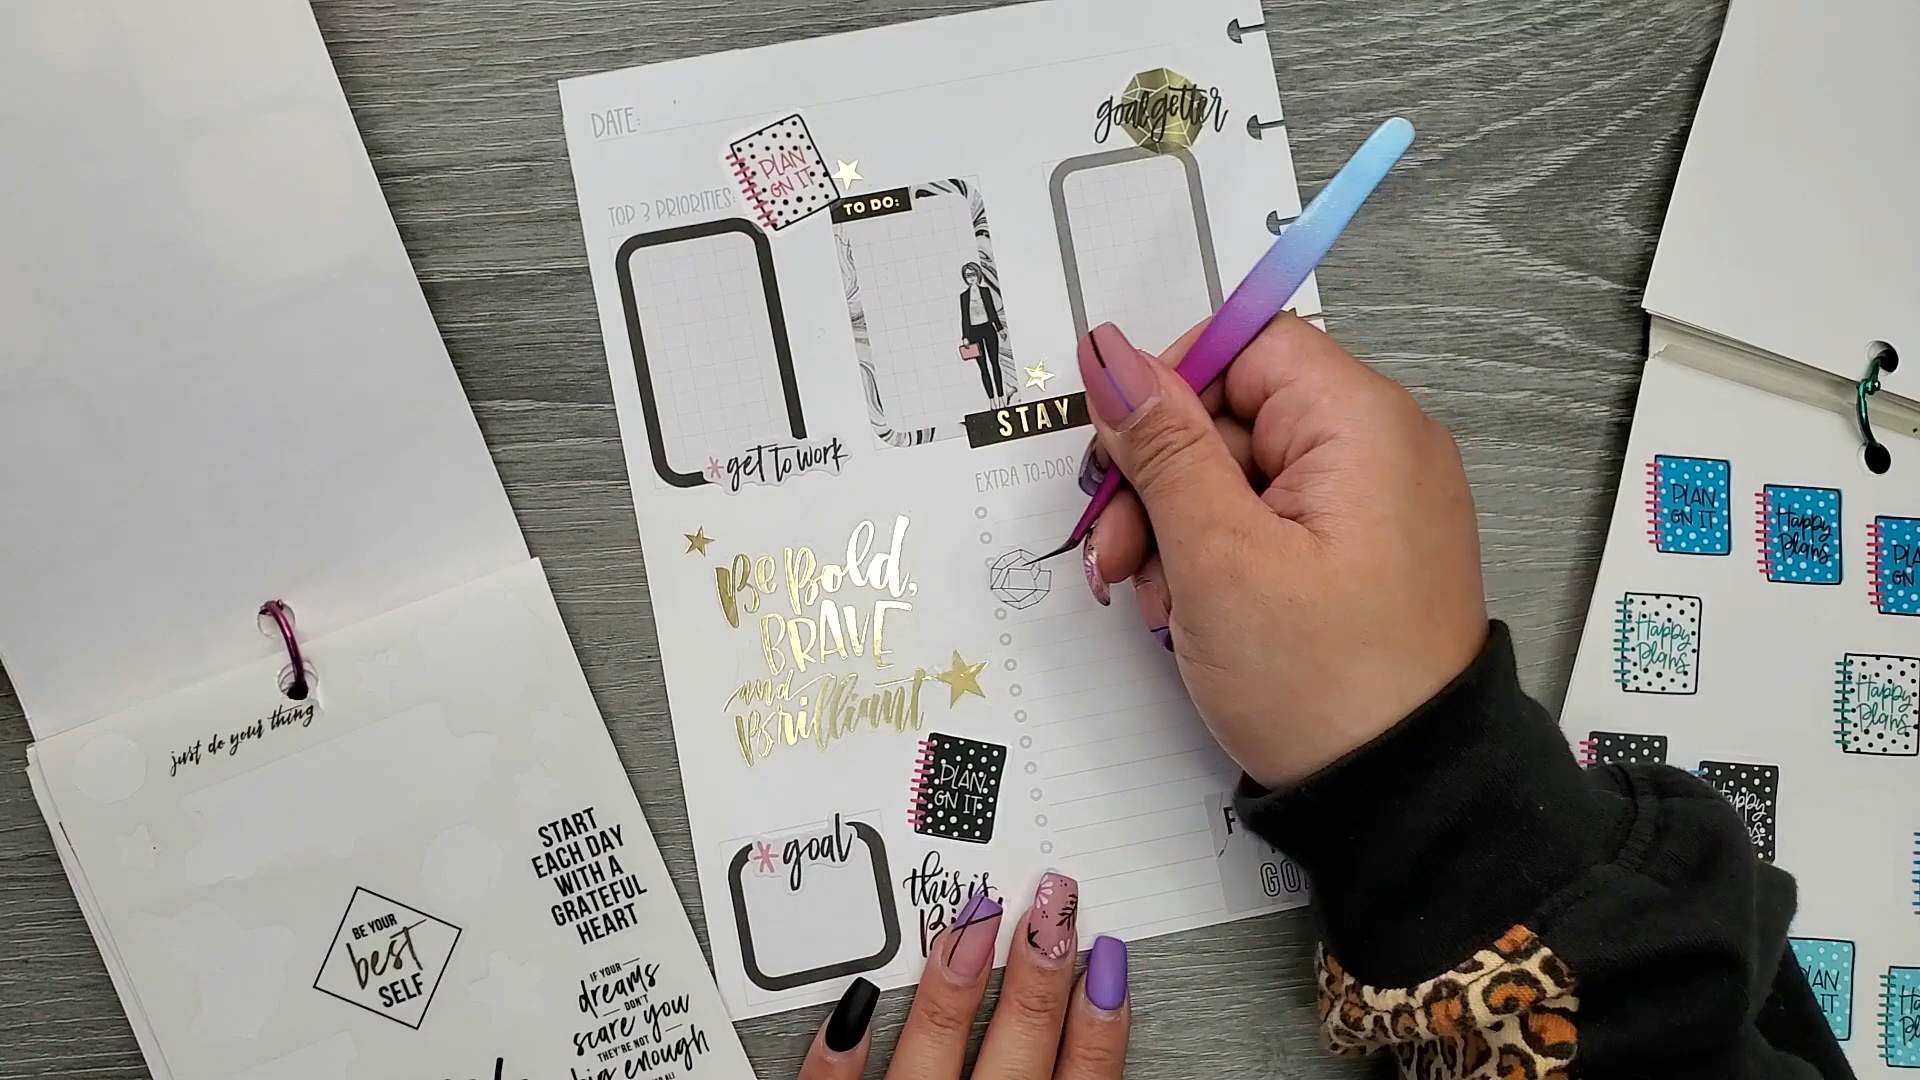 DATE:
goalgetter
PLAN
ON IT
TOP 3 PRIORITIES:
TO DO:
STAY
get to work
EXTRA TO-DOS
Be Bold,
BRAVE
and
Brilliant
PLAN
ON IT
goal
this is
just do your thing
BE YOUR
best
SELF
START
EACH DAY
WITH A
GRATEFUL
HEART
IF YOUR
dreams
DON'T
scare you
THEY'RE NOT
big enough
PLAN
ON IT
Happy
Plans
Happy
Plans
Happy
Plans
Happy